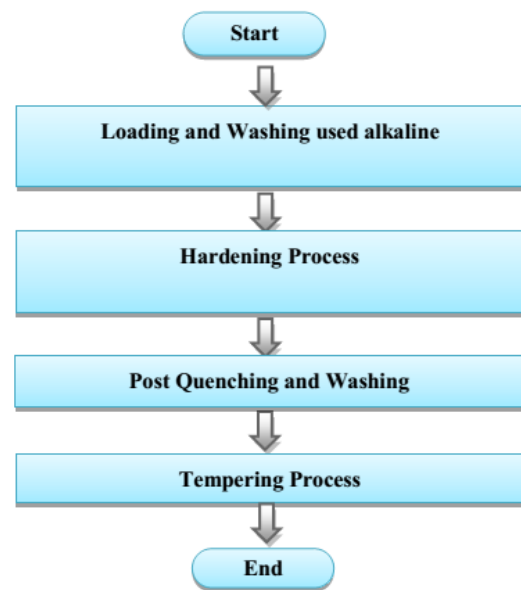 Start
Loading and Washing used alkaline
Hardening Process
Post Quenching and Washing
Tempering Process
End